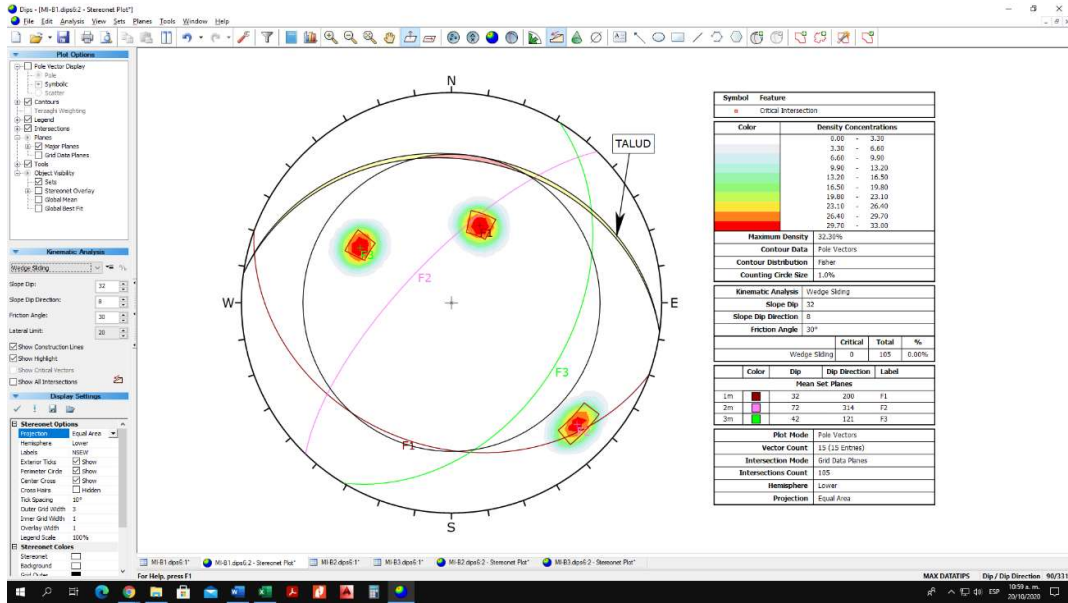 Dips - [MI-B1.dips6:2 - Stereonet Plot*]
File Edit Analysis View Sets Planes Tools Window Help
Plot Options
Pole Vector Display
Pole
Symbolic
Scatter
Contours
Terzaghi Weighting
Legend
Intersections
Planes
Major Planes
Grid Data Planes
Tools
Object Visibility
Sets
Stereonet Overlay
Global Mean
Global Best Fit
Kinematic Analysis
Wedge Sliding
Slope Dip: 32
Slope Dip Direction: 8
Friction Angle: 30
Lateral Limit: 20
Show Construction Lines
Show Highlight
Show Critical Vectors
Show All Intersections
Display Settings
Stereonet Options
Projection Equal Area
Hemisphere Lower
Labels NSEW
Exterior Ticks Show
Perimeter Circle Show
Center Cross Show
Cross Hairs Hidden
Tick Spacing 10°
Outer Grid Width 3
Inner Grid Width 1
Overlay Width 1
Legend Scale 100%
Stereonet Colors
Stereonet
Background
Grid Outer
N
TALUD
F2
W
E
F3
F1
S
Symbol Feature
Critical Intersection
Color Density Concentrations
0.00 - 3.30
3.30 - 6.60
6.60 - 9.90
9.90 - 13.20
13.20 - 16.50
16.50 - 19.80
19.80 - 23.10
23.10 - 26.40
26.40 - 29.70
29.70 - 33.00
Maximum Density 32.30%
Contour Data Pole Vectors
Contour Distribution Fisher
Counting Circle Size 1.0%
Kinematic Analysis Wedge Sliding
Slope Dip 32
Slope Dip Direction 8
Friction Angle 30°
Critical Total %
Wedge Sliding 0 105 0.00%
Color Dip Dip Direction Label
Mean Set Planes
1m 32 200 F1
2m 72 314 F2
3m 42 121 F3
Plot Mode Pole Vectors
Vector Count 15 (15 Entries)
Intersection Mode Grid Data Planes
Intersections Count 105
Hemisphere Lower
Projection Equal Area
MI-B1.dips6:1* MI-B1.dips6:2 - Stereonet Plot* MI-B2.dips6:1* MI-B3.dips6:1* MI-B2.dips6:2 - Stereonet Plot* MI-B3.dips6:2 - Stereonet Plot*
For Help, press F1
MAX DATATIPS Dip / Dip Direction 90/331
ESP
10:59 a. m.
20/10/2020